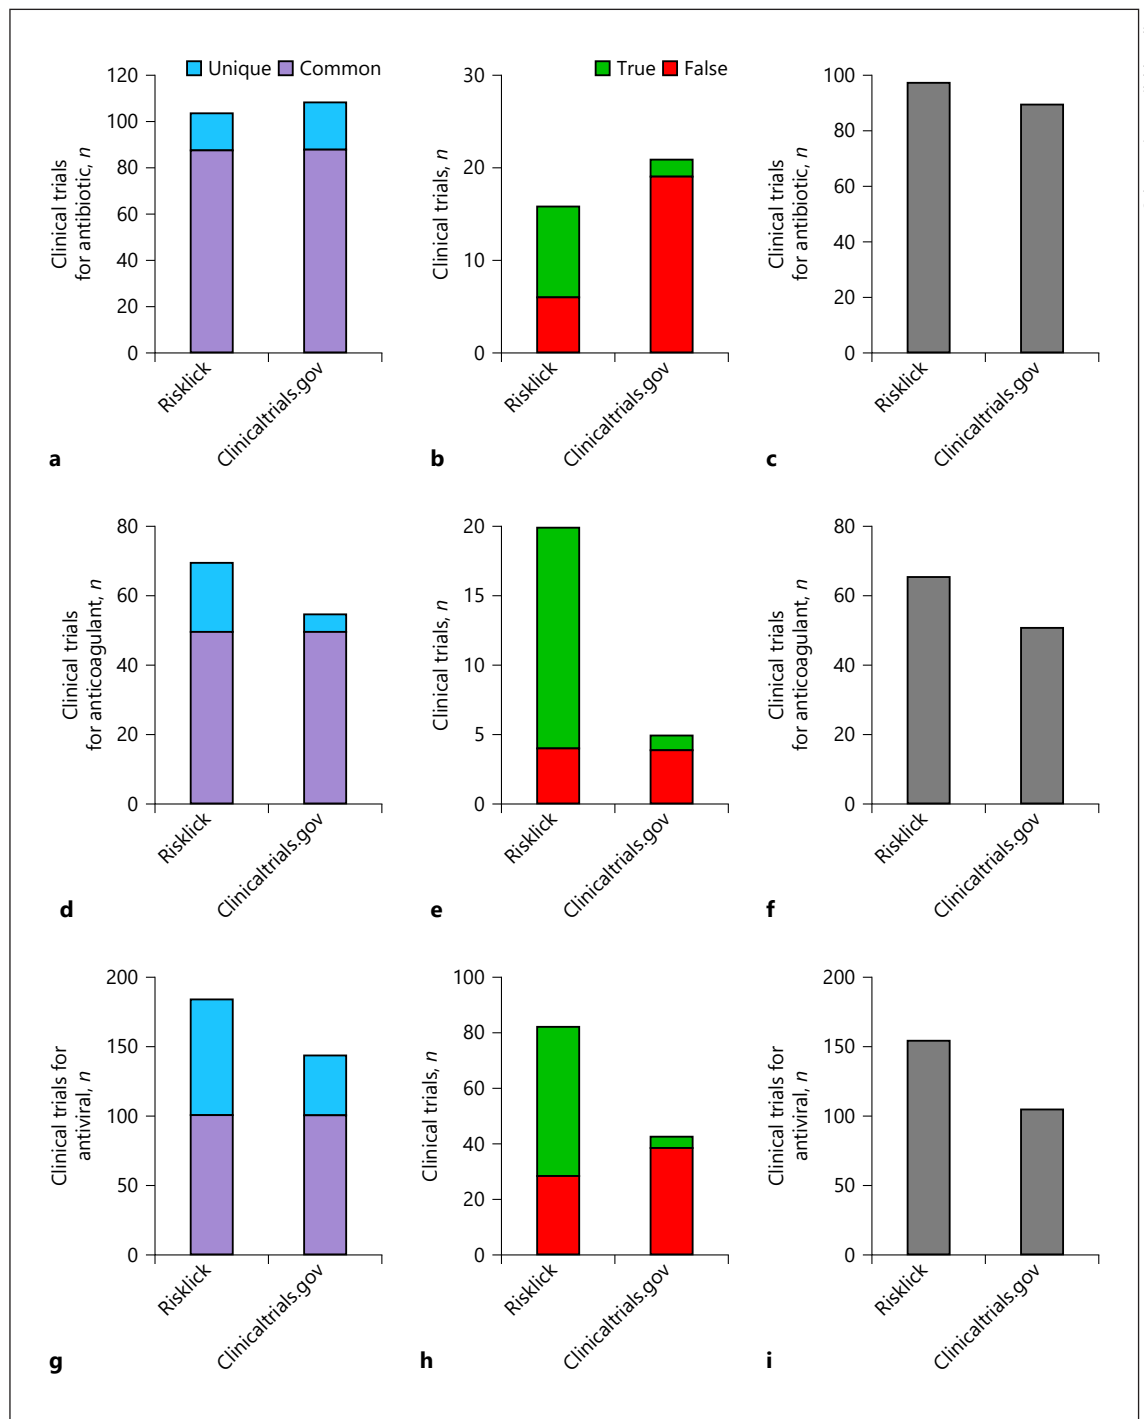 Unique Common
120
100
80
60
40
20
0
Clinical trials
for antibiotic, n
Risklick
Clinicaltrials.gov
a
True False
30
20
10
0
Clinical trials, n
Risklick
Clinicaltrials.gov
b
100
80
60
40
20
0
Clinical trials
for antibiotic, n
Risklick
Clinicaltrials.gov
c
80
60
40
20
0
Clinical trials
for anticoagulant, n
Risklick
Clinicaltrials.gov
d
20
15
10
5
0
Clinical trials, n
Risklick
Clinicaltrials.gov
e
80
60
40
20
0
Clinical trials
for anticoagulant, n
Risklick
Clinicaltrials.gov
f
200
150
100
50
0
Clinical trials for
antiviral, n
Risklick
Clinicaltrials.gov
g
100
80
60
40
20
0
Clinical trials, n
Risklick
Clinicaltrials.gov
h
200
150
100
50
0
Clinical trials for
antiviral, n
Risklick
Clinicaltrials.gov
i